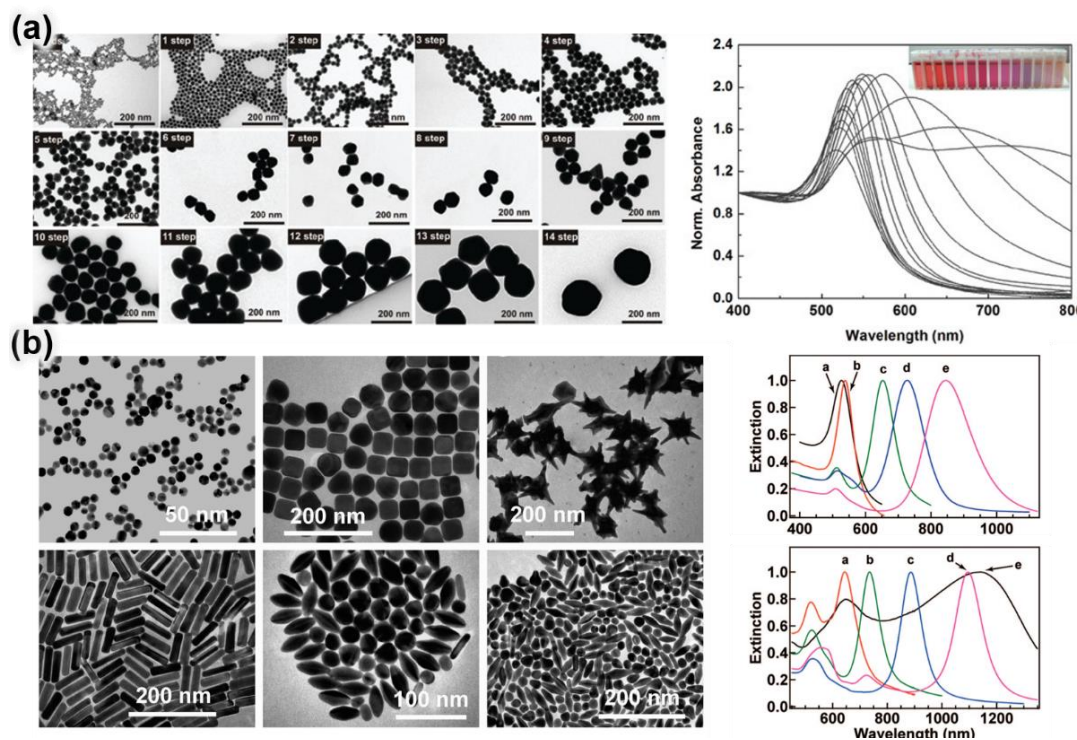 (a)
1 step
2 step
3 step
4 step
200 nm
200 nm
200 nm
200 nm
200 nm
5 step
6 step
7 step
8 step
9 step
200 nm
200 nm
200 nm
200 nm
200 nm
10 step
11 step
12 step
13 step
14 step
200 nm
200 nm
200 nm
200 nm
200 nm
Norm. Absorbance
2.4
2.0
1.6
1.2
0.8
0.4
0.0
400
500
600
700
800
Wavelength (nm)
(b)
50 nm
200 nm
200 nm
200 nm
100 nm
200 nm
Extinction
a
b
c
d
e
1.0
0.8
0.6
0.4
0.2
0.0
400
600
800
1000
Extinction
a
b
c
d
e
1.0
0.8
0.6
0.4
0.2
0.0
600
800
1000
1200
Wavelength (nm)